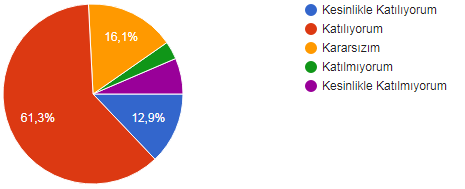 Kesinlikle Katılıyorum
Katılıyorum
Kararsızım
Katılmıyorum
Kesinlikle Katılmıyorum
16,1%
61,3%
12,9%